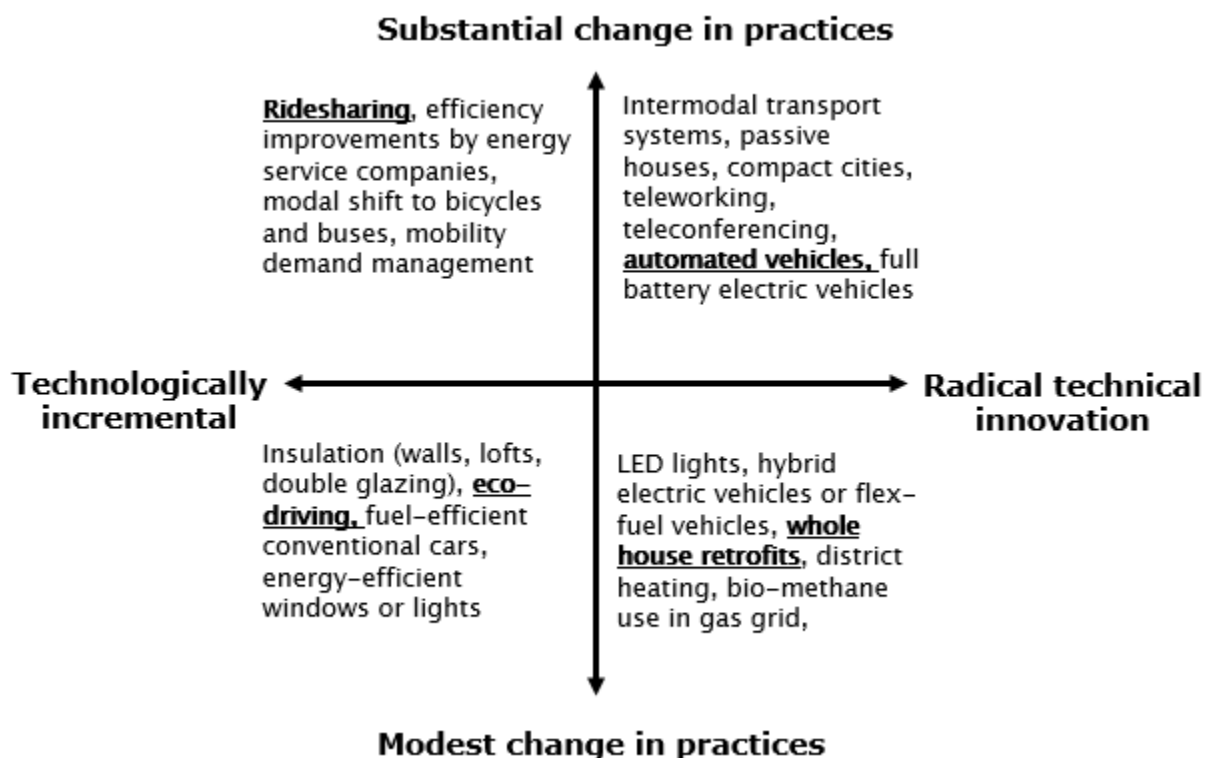 Substantial change in practices
Ridesharing, efficiency
improvements by energy
service companies,
modal shift to bicycles
and buses, mobility
demand management
Intermodal transport
systems, passive
houses, compact cities,
teleworking,
teleconferencing,
automated vehicles, full
battery electric vehicles
Technologically
incremental
Radical technical
innovation
Insulation (walls, lofts,
double glazing), eco-
driving, fuel-efficient
conventional cars,
energy-efficient
windows or lights
LED lights, hybrid
electric vehicles or flex-
fuel vehicles, whole
house retrofits, district
heating, bio-methane
use in gas grid,
Modest change in practices